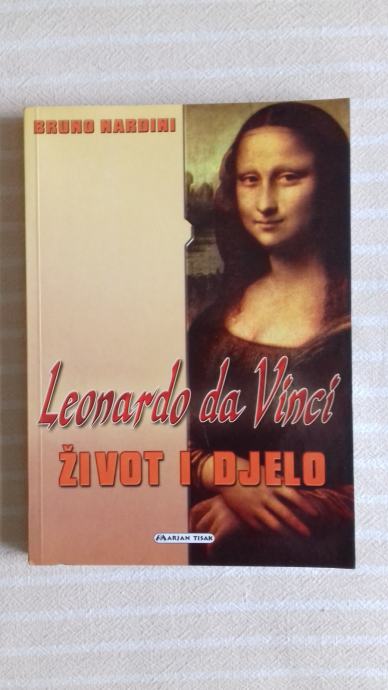 BRUNO NARDINI
Leonardo da Vinci
ŽIVOT I DJELO
MARJAN TISAK